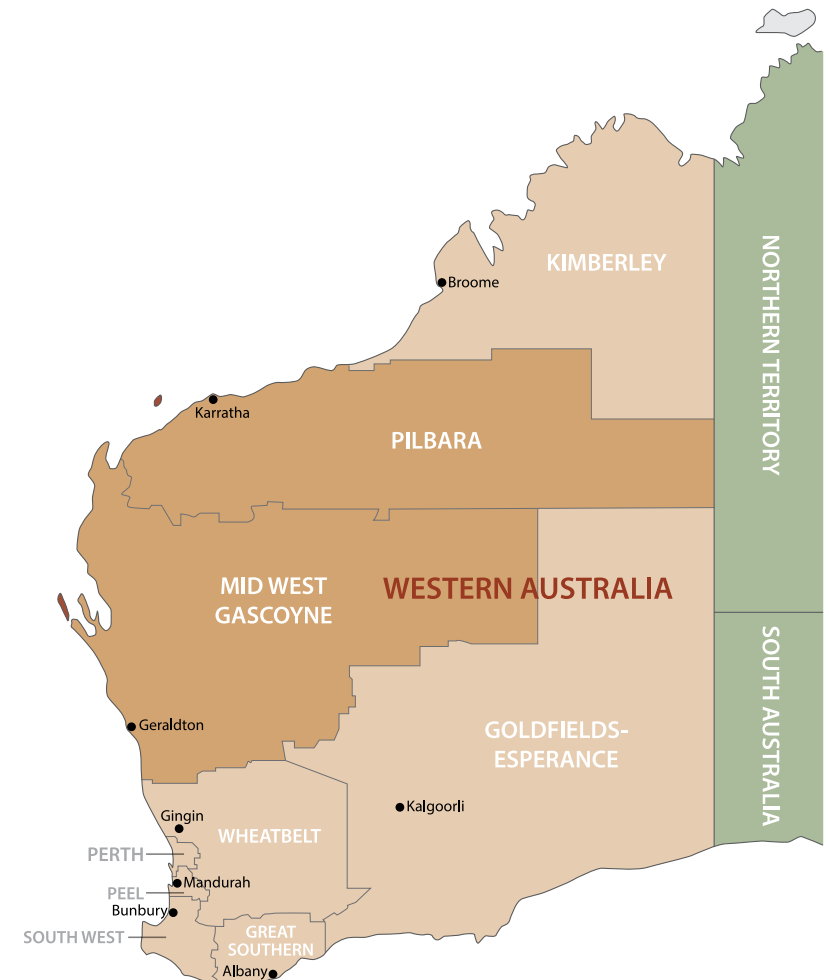 KIMBERLEY
NORTHERN TERRITORY
Broome
Karratha
PILBARA
MID WEST
GASCOYNE
WESTERN AUSTRALIA
SOUTH AUSTRALIA
Geraldton
GOLDFIELDS-
ESPERANCE
Kalgoorli
Gingin
WHEATBELT
PERTH
Mandurah
PEEL
Bunbury
SOUTH WEST
GREAT
SOUTHERN
Albany